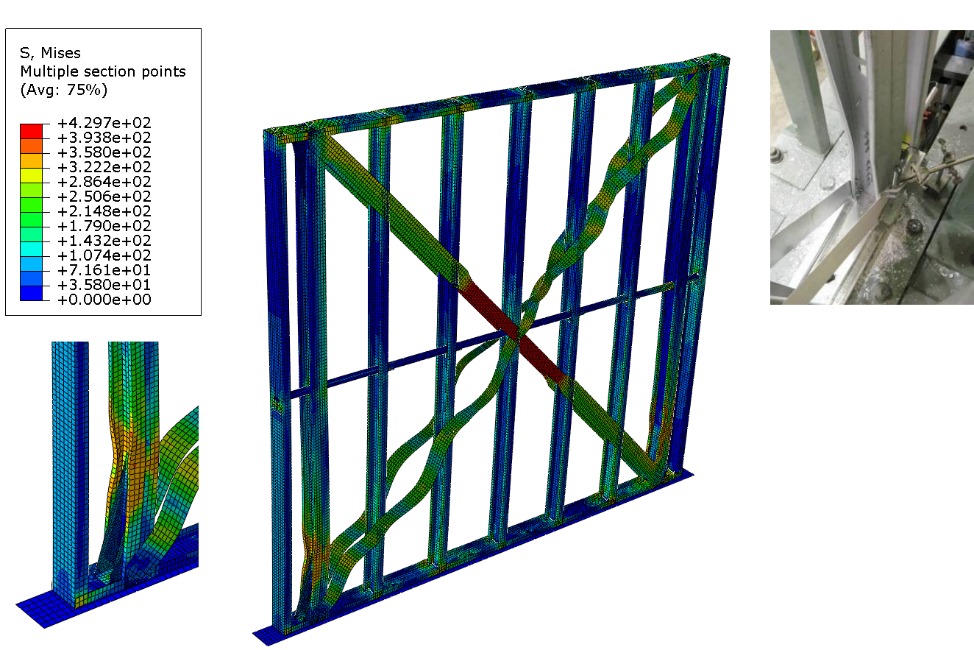 S, Mises
Multiple section points
(Avg: 75%)
+4.297e+02
+3.938e+02
+3.580e+02
+3.222e+02
+2.864e+02
+2.506e+02
+2.148e+02
+1.790e+02
+1.432e+02
+1.074e+02
+7.161e+01
+3.580e+01
+0.000e+00